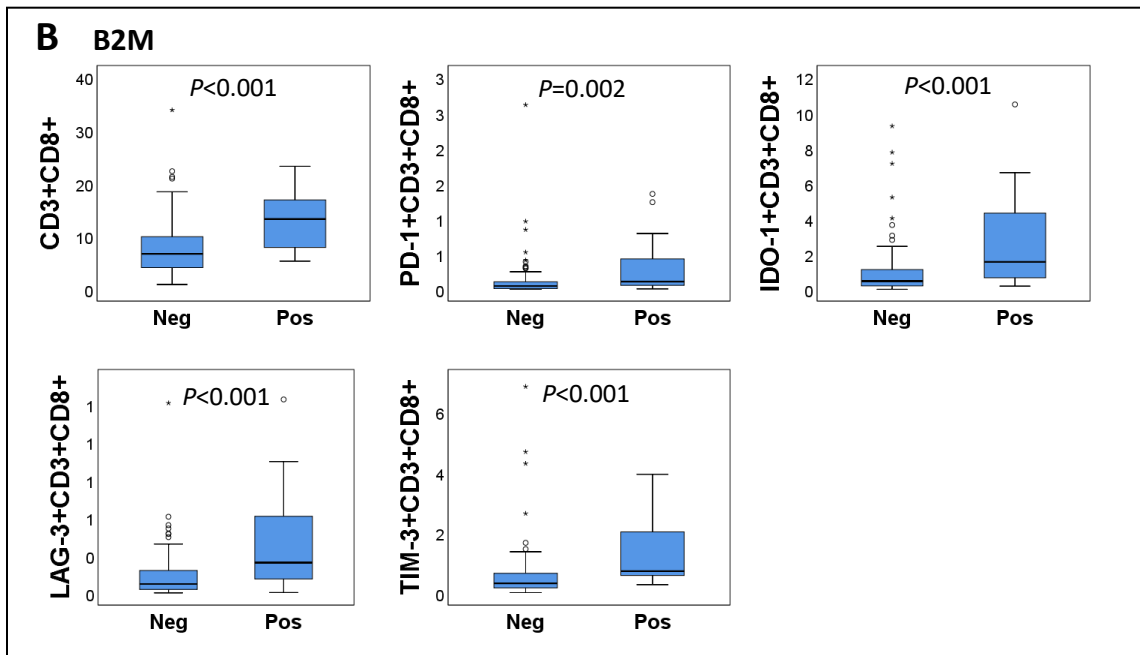 B B2M
CD3+CD8+
40
30
20
10
0
P<0.001
Neg Pos
PD-1+CD3+CD8+
3
3
2
2
1
1
0
P=0.002
Neg Pos
IDO-1+CD3+CD8+
12
10
8
6
4
2
0
P<0.001
Neg Pos
LAG-3+CD3+CD8+
1
1
1
1
0
0
P<0.001
Neg Pos
TIM-3+CD3+CD8+
6
4
2
0
P<0.001
Neg Pos